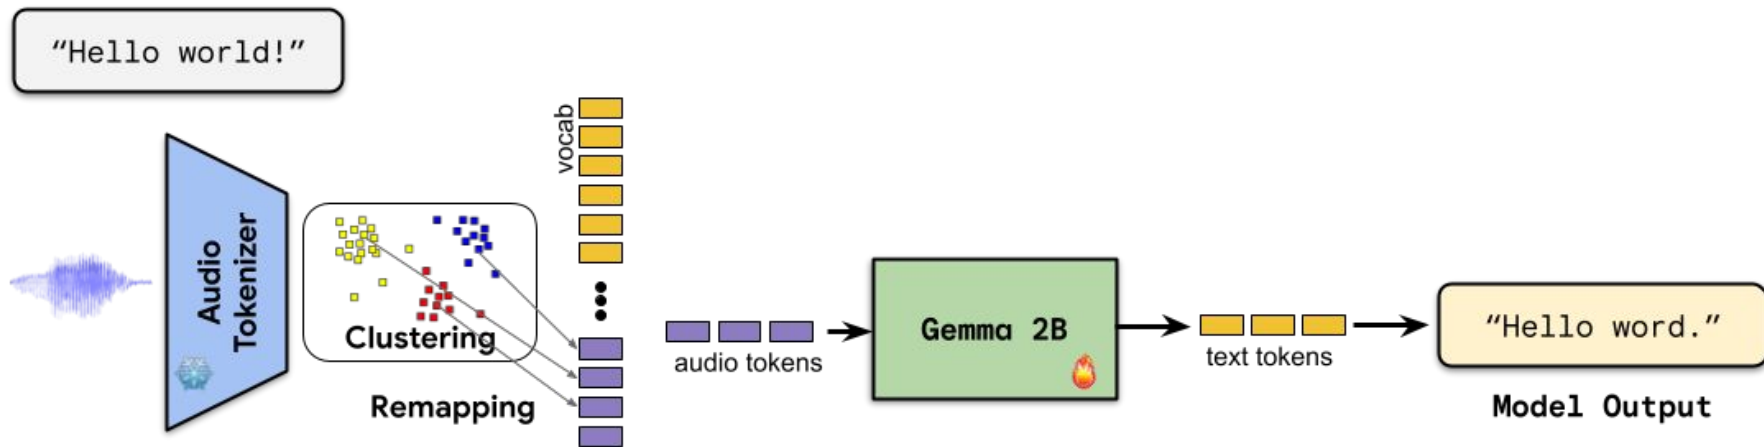 “Hello world!”
vocab
Audio
Tokenizer
Clustering
Remapping
audio tokens
Gemma 2B
text tokens
“Hello word.”
Model Output